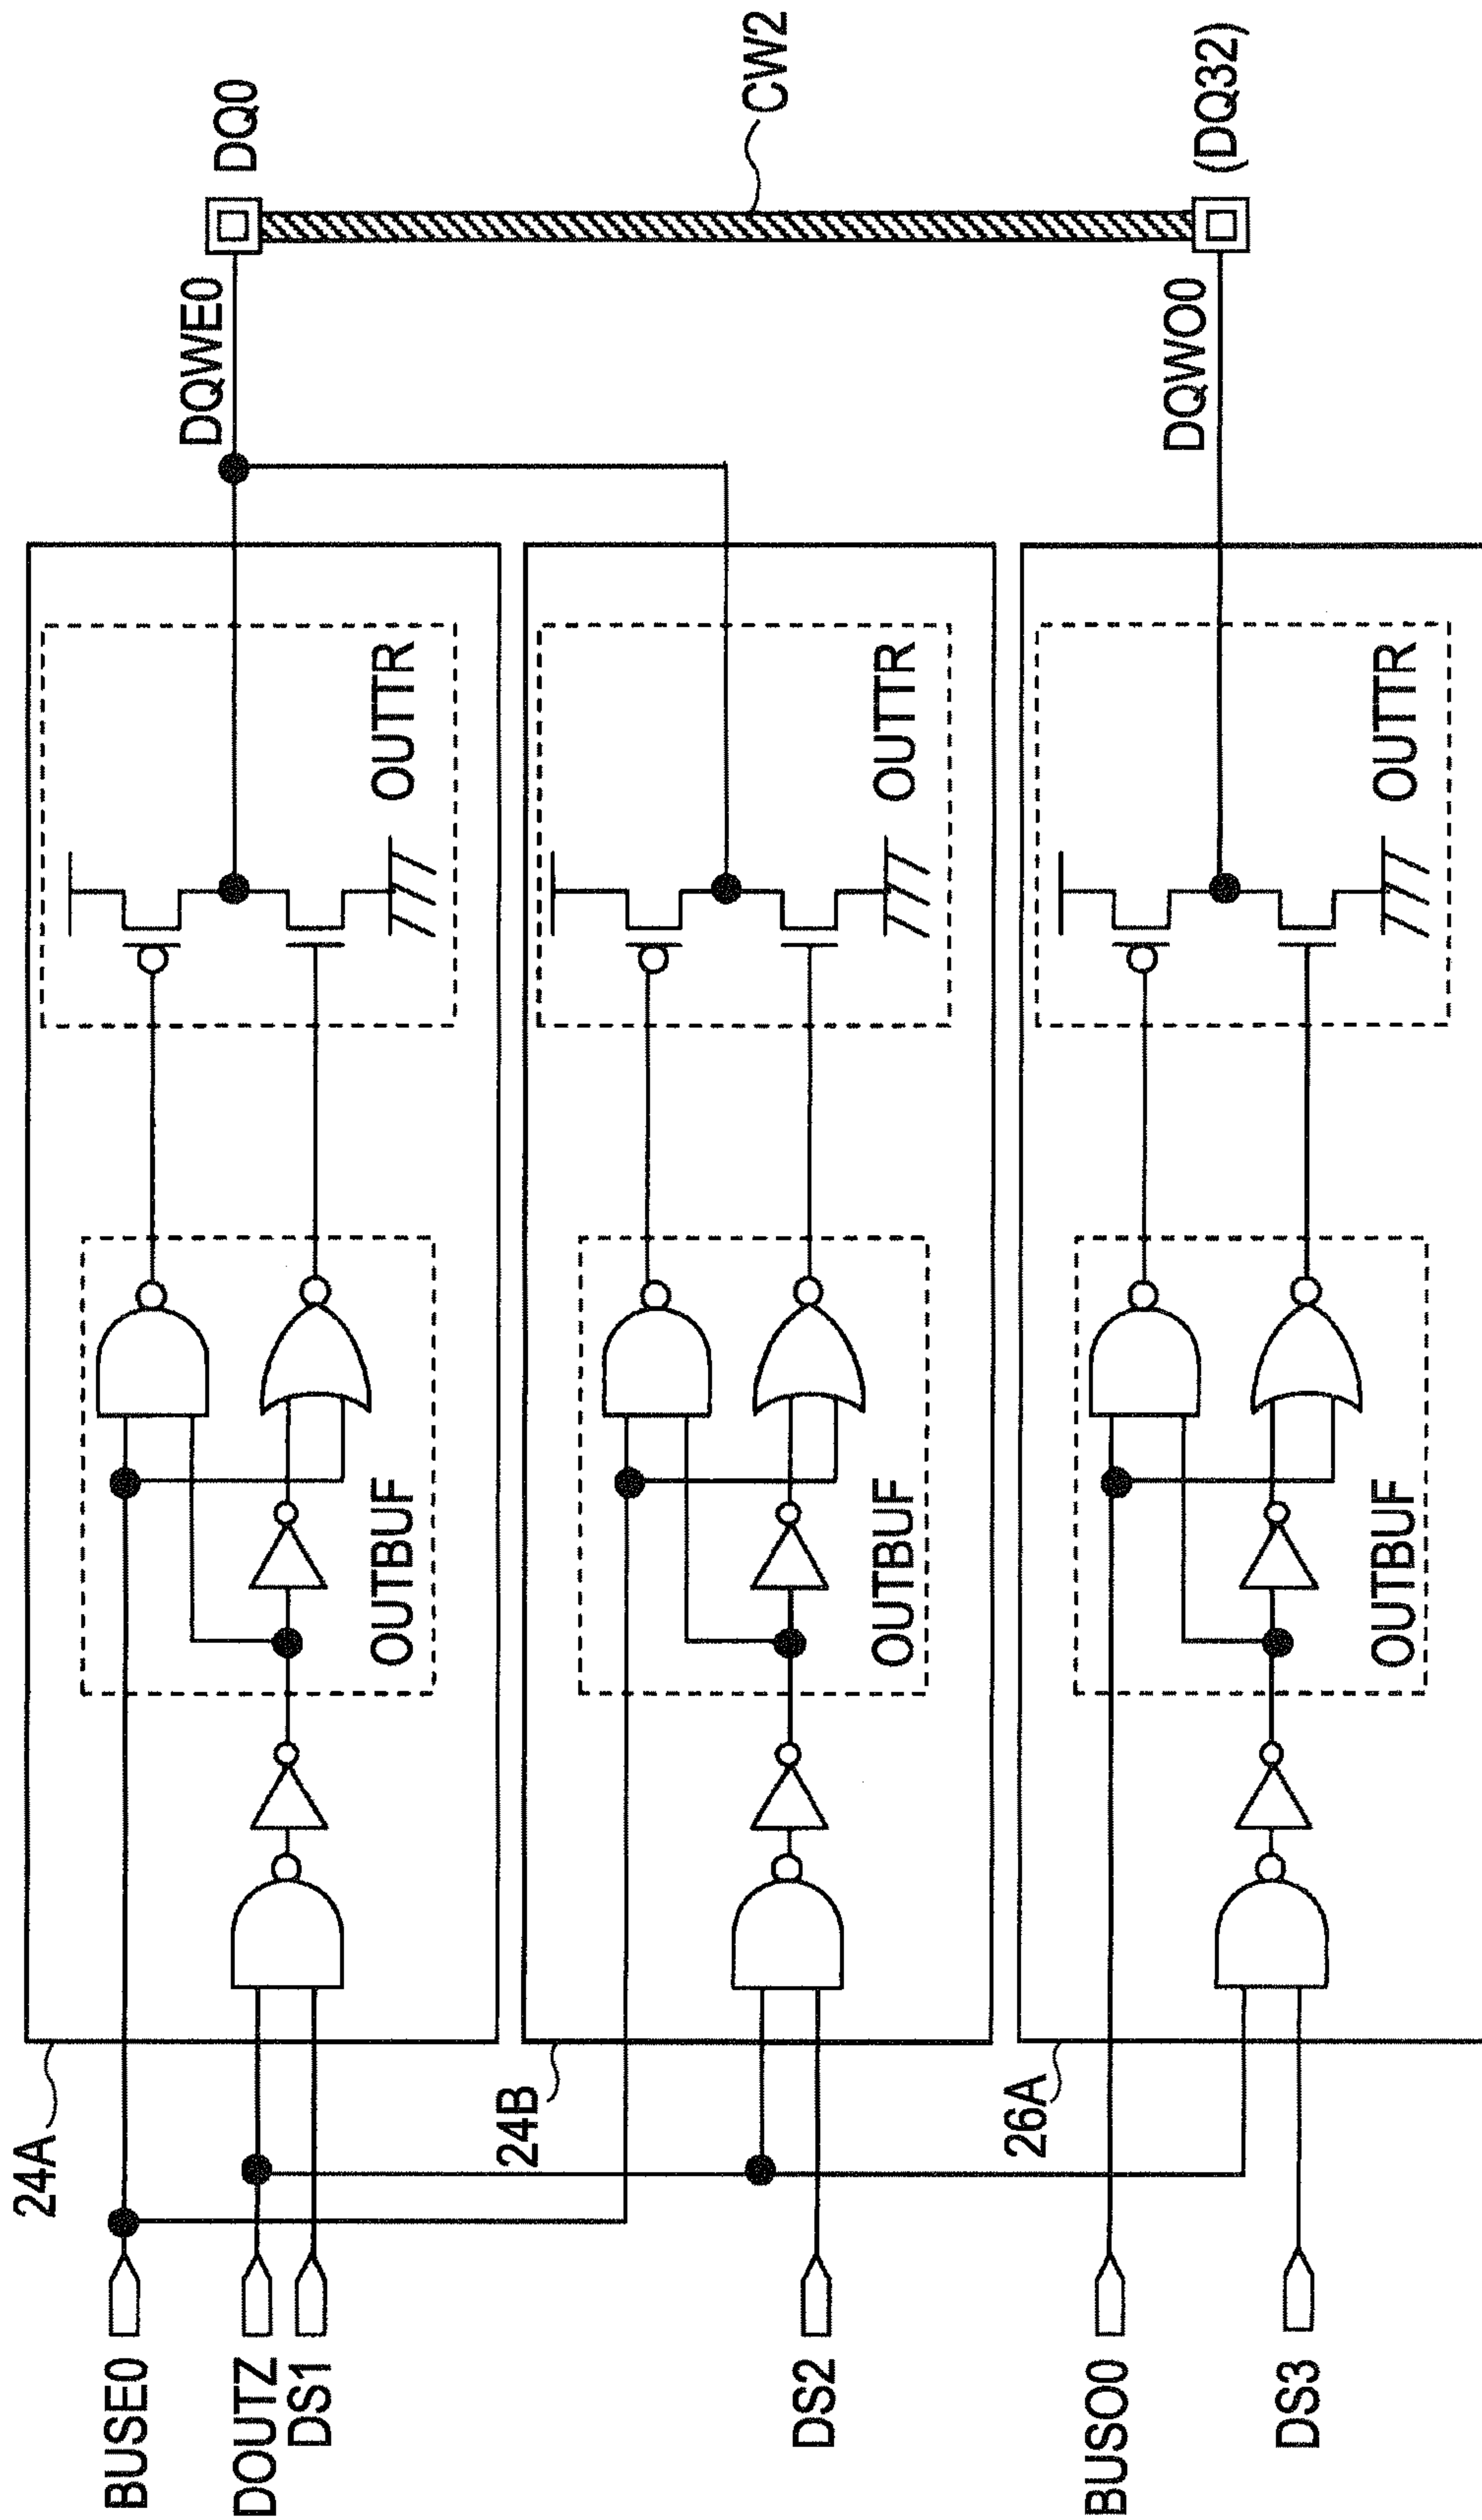 24A
BUSE0
DOUTZ
DS1
OUTBUF
OUTTR
DQWE0
DQ0
24B
DS2
OUTBUF
OUTTR
CW2
26A
BUSO0
DS3
OUTBUF
OUTTR
DQWO0
(DQ32)